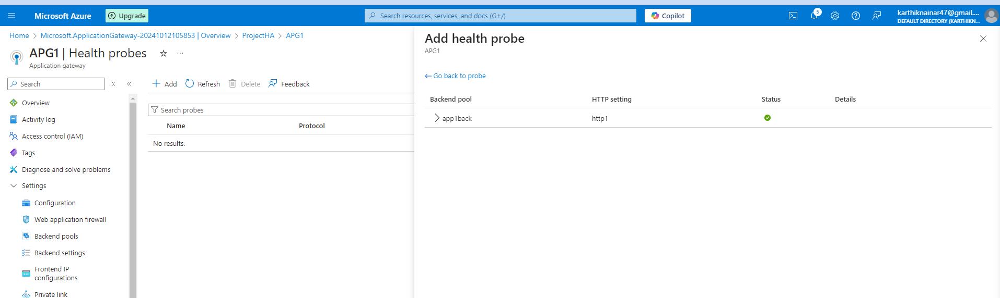 Microsoft Azure
Upgrade
Search resources, services, and docs (G+/)
Copilot
5
karthiknainar47@gmail....
DEFAULT DIRECTORY (KARTHIKN...
Home > Microsoft.ApplicationGateway-20241012105853 | Overview > ProjectHA > APG1
APG1 | Health probes
Application gateway
Search
Overview
Activity log
Access control (IAM)
Tags
Diagnose and solve problems
Settings
Configuration
Web application firewall
Backend pools
Backend settings
Frontend IP
configurations
Private link
Add Refresh Delete Feedback
Search probes
Name Protocol
No results.
Add health probe
APG1
Go back to probe
Backend pool HTTP setting Status Details
app1back http1